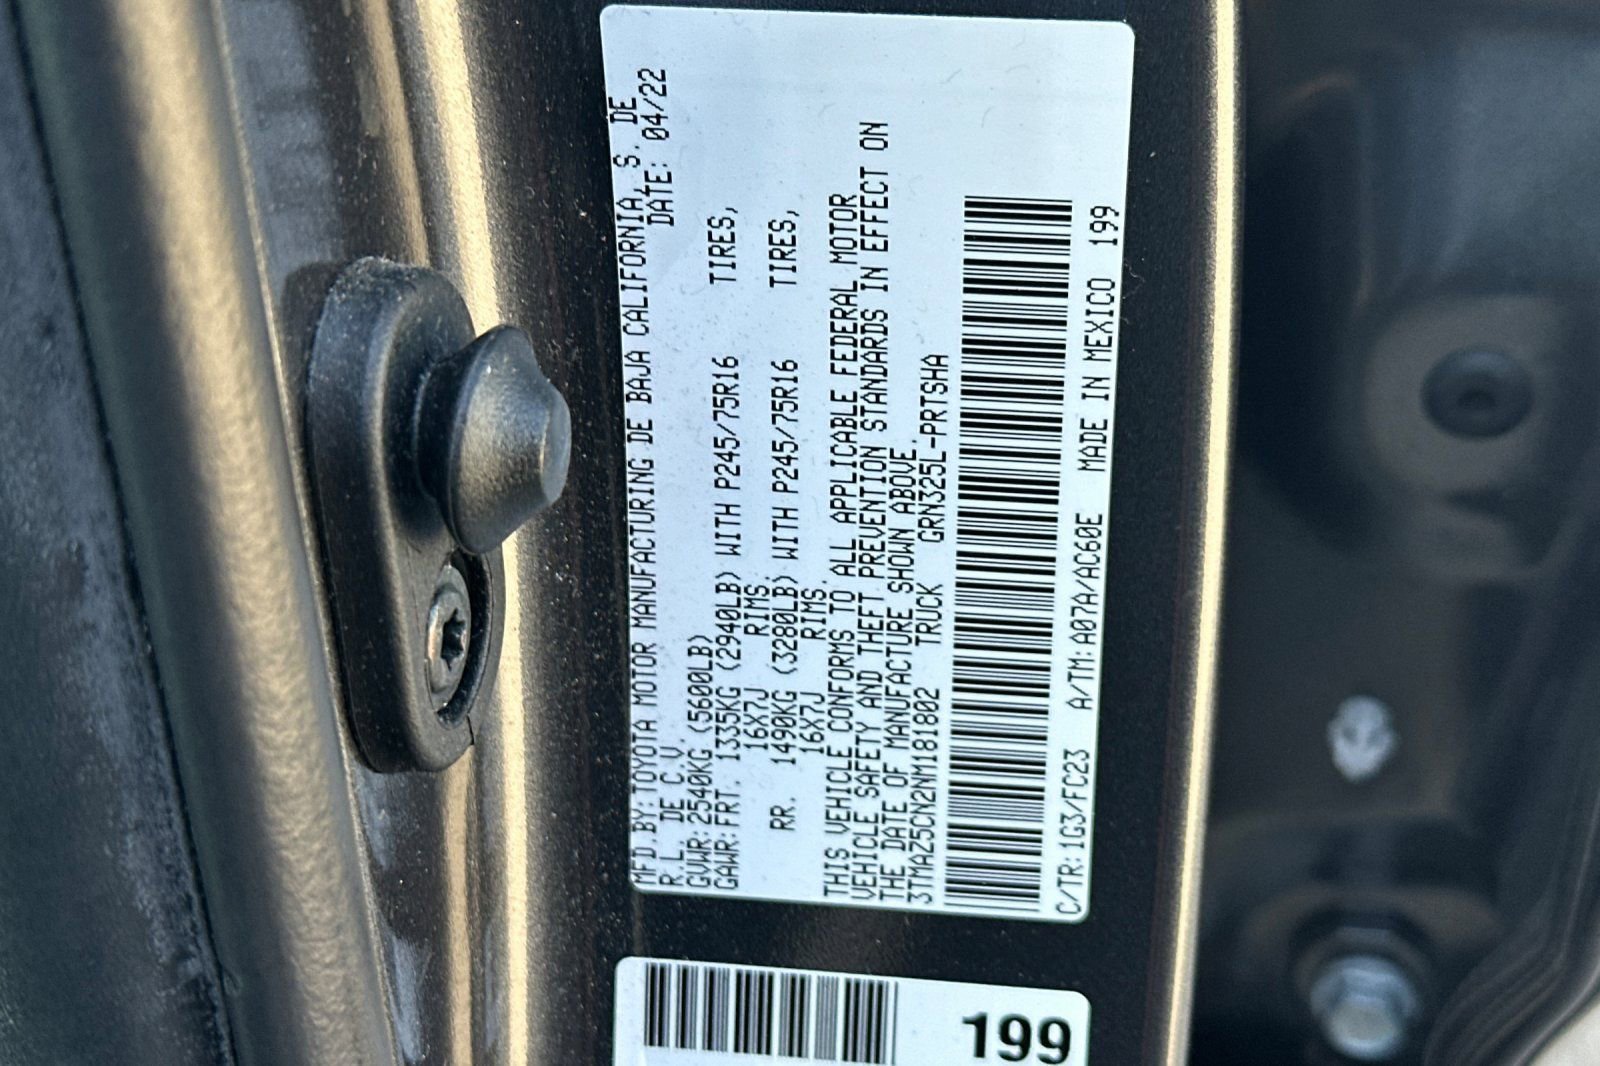 MFD.BY:TOYOTA MOTOR MANUFACTURING DE BAJA CALIFORNIA, S. DE
R.L. DE C.V. DATE: 04/22
GVWR:2540KG(5600LB)
GAWR:FRT. 1335KG(2940LB)WITH P245/75R16 TIRES,
16X7J RIMS.
RR. 1490KG(3280LB)WITH P245/75R16 TIRES,
16X7J RIMS.
THIS VEHICLE CONFORMS TO ALL APPLICABLE FEDERAL MOTOR
VEHICLE SAFETY AND THEFT PREVENTION STANDARDS IN EFFECT ON
THE DATE OF MANUFACTURE SHOWN ABOVE.
3TMAZ5CN2NM181802 TRUCK GRN325L-PRTSHA
C/TR:1G3/FC23 A/TM:A07A/AC60E MADE IN MEXICO 199
199